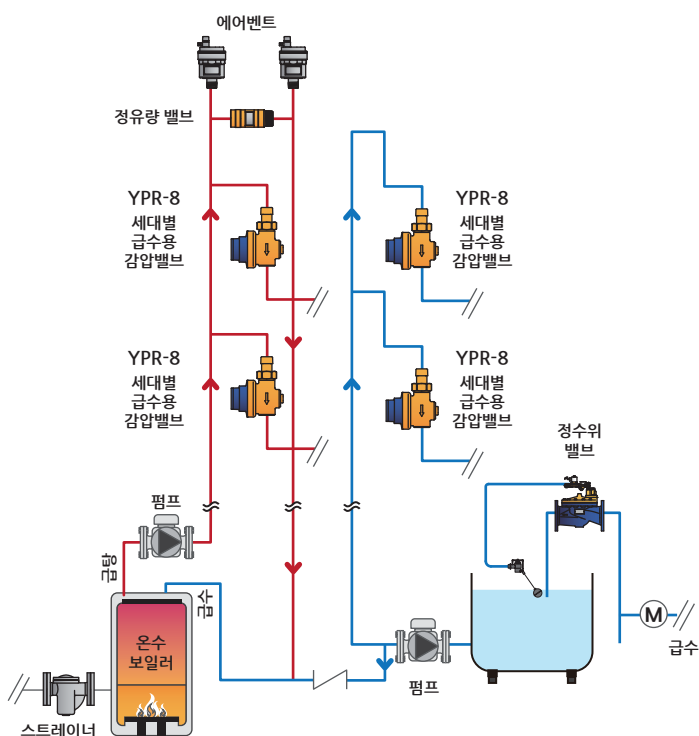 에어벤트
정유량 밸브
YPR-8
세대별
급수용
감압밸브
YPR-8
세대별
급수용
감압밸브
YPR-8
세대별
급수용
감압밸브
YPR-8
세대별
급수용
감압밸브
정수위
밸브
펌프
급탕
급수
온수
보일러
M
급수
펌프
스트레이너